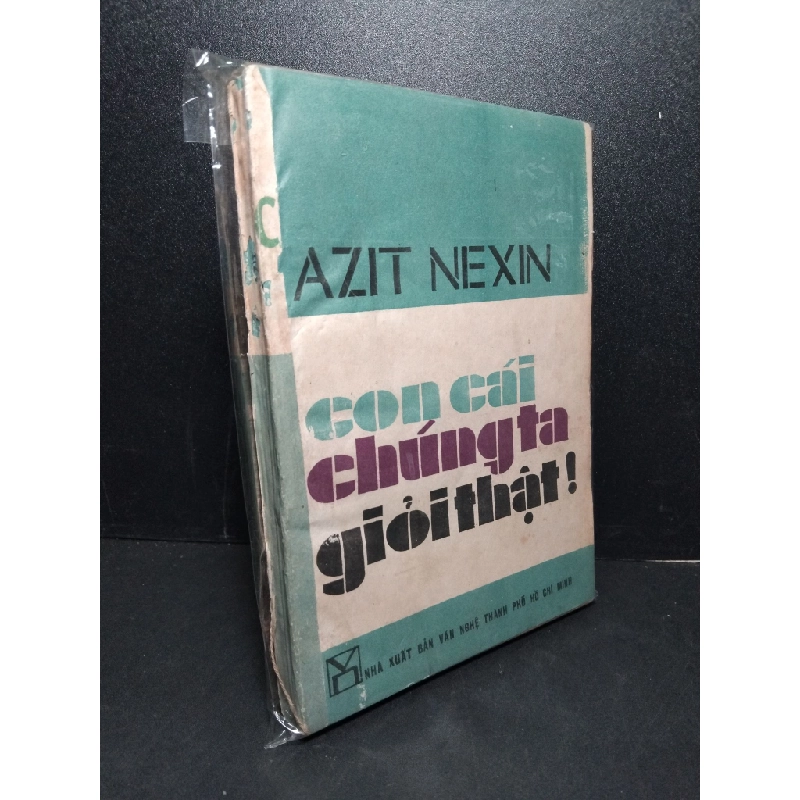 AZIT NEXIN
con cái
chúng ta
giỏi thật!
NHÀ XUẤT BẢN VĂN NGHỆ THÀNH PHỐ HỒ CHÍ MINH
C